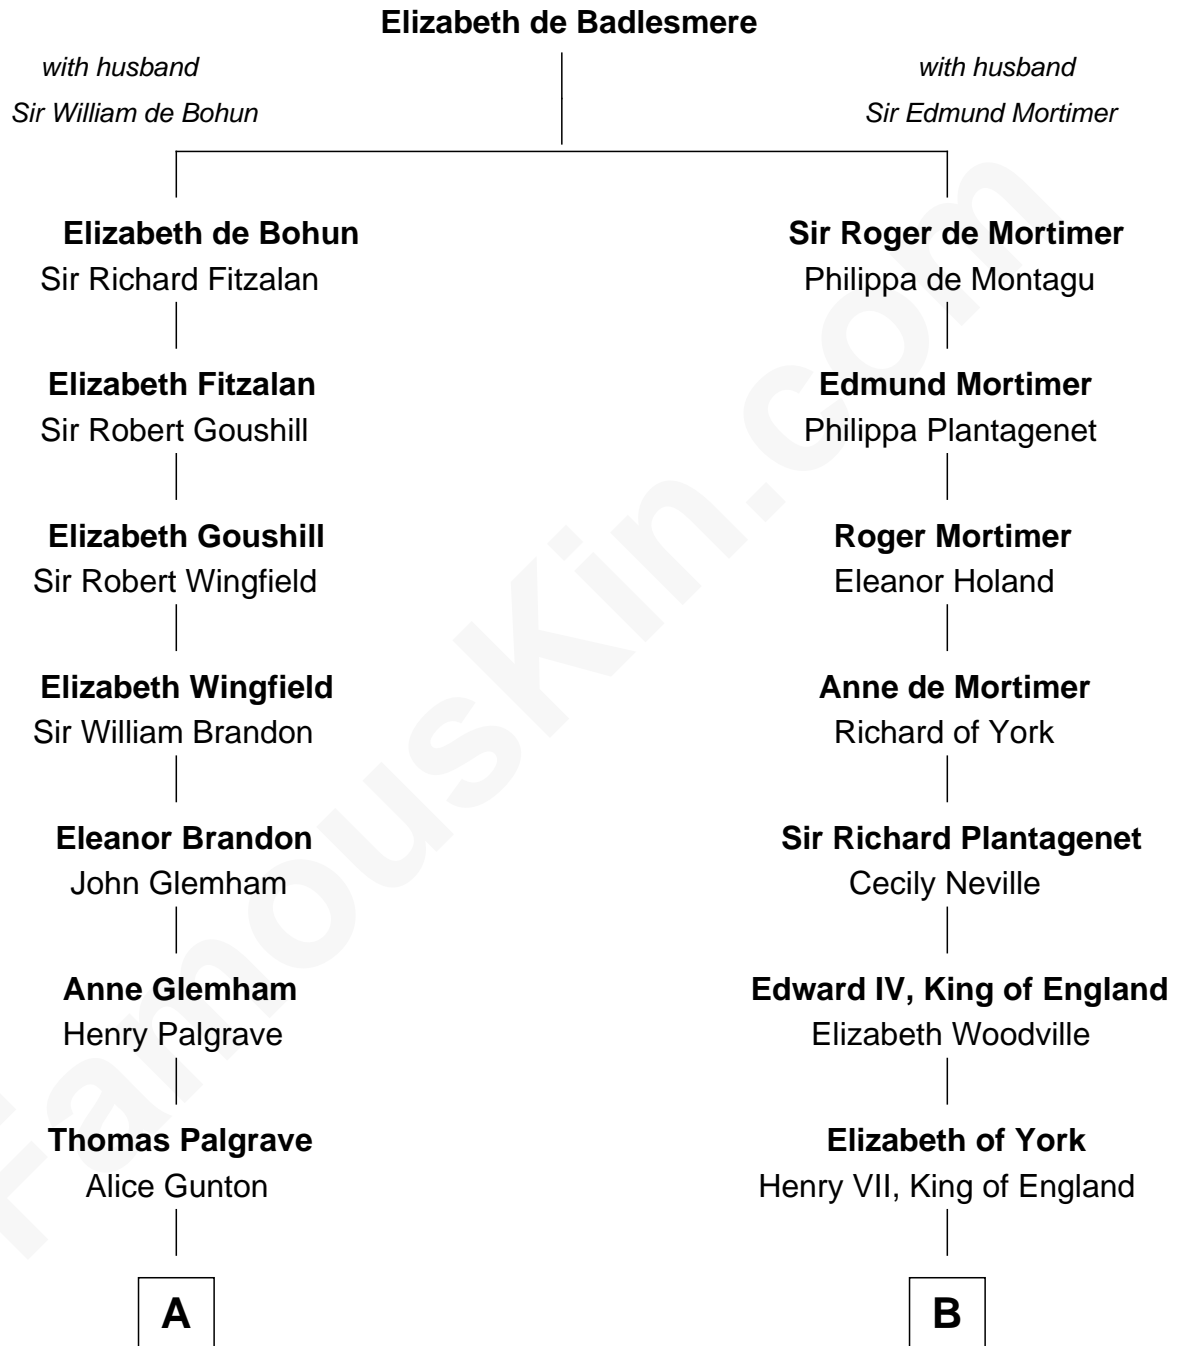 Elizabeth de Badlesmere
with husband
Sir William de Bohun
with husband
Sir Edmund Mortimer
Elizabeth de Bohun
Sir Richard Fitzalan
Sir Roger de Mortimer
Philippa de Montagu
Elizabeth Fitzalan
Sir Robert Goushill
Edmund Mortimer
Philippa Plantagenet
Elizabeth Goushill
Sir Robert Wingfield
Roger Mortimer
Eleanor Holand
Elizabeth Wingfield
Sir William Brandon
Anne de Mortimer
Richard of York
Eleanor Brandon
John Glemham
Sir Richard Plantagenet
Cecily Neville
Anne Glemham
Henry Palgrave
Edward IV, King of England
Elizabeth Woodville
Thomas Palgrave
Alice Gunton
Elizabeth of York
Henry VII, King of England
A
B
FamousKin.com